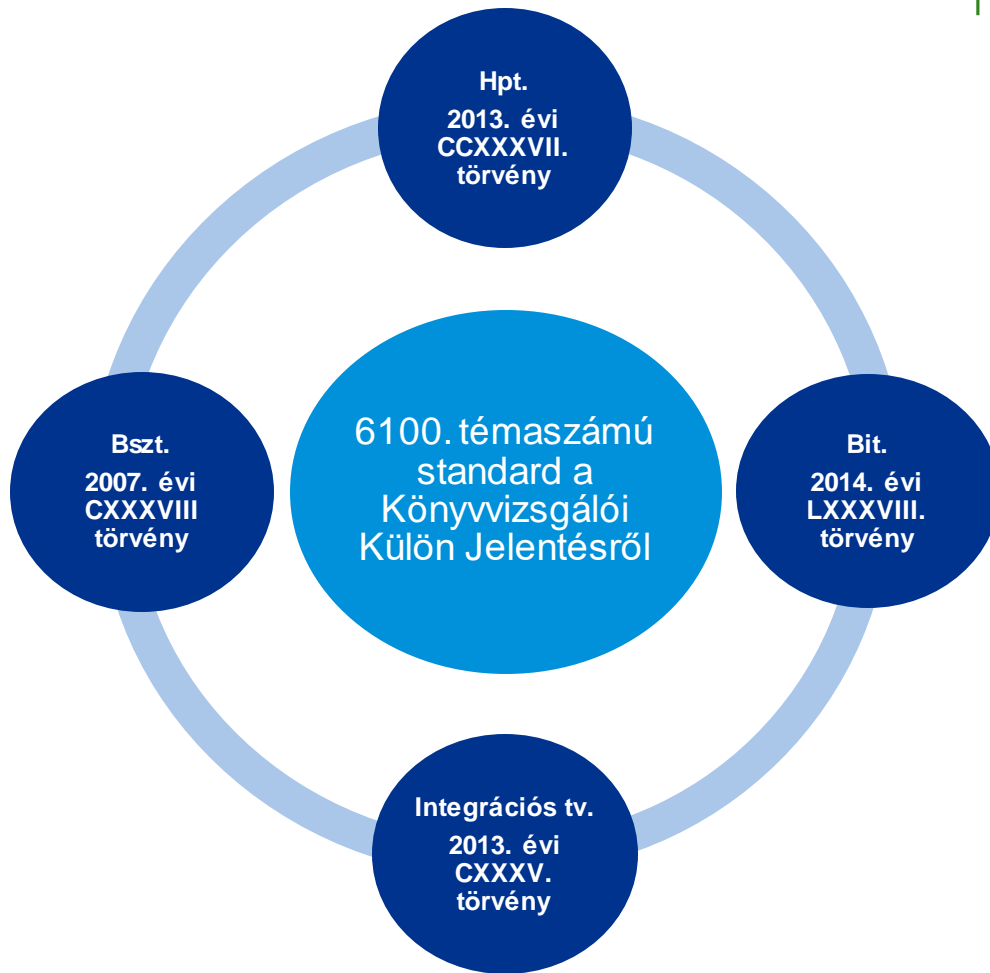 Hpt.
2013. évi
CCXXXVII.
törvény
Bszt.
2007. évi
CXXXVIII
törvény
6100. témaszámú
standard a
Könyvvizsgálói
Külön Jelentésről
Bit.
2014. évi
LXXXVIII.
törvény
Integrációs tv.
2013. évi
CXXXV.
törvény